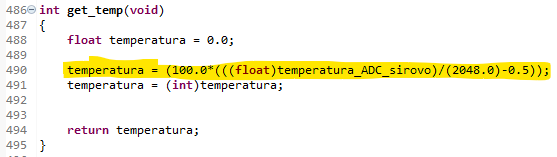 486 int get_temp(void)
487 {
488 float temperatura = 0.0;
489
490 temperatura = (100.0*(((float)temperatura_ADC_sirovo)/(2048.0)-0.5));
491 temperatura = (int)temperatura;
492
493
494 return temperatura;
495 }